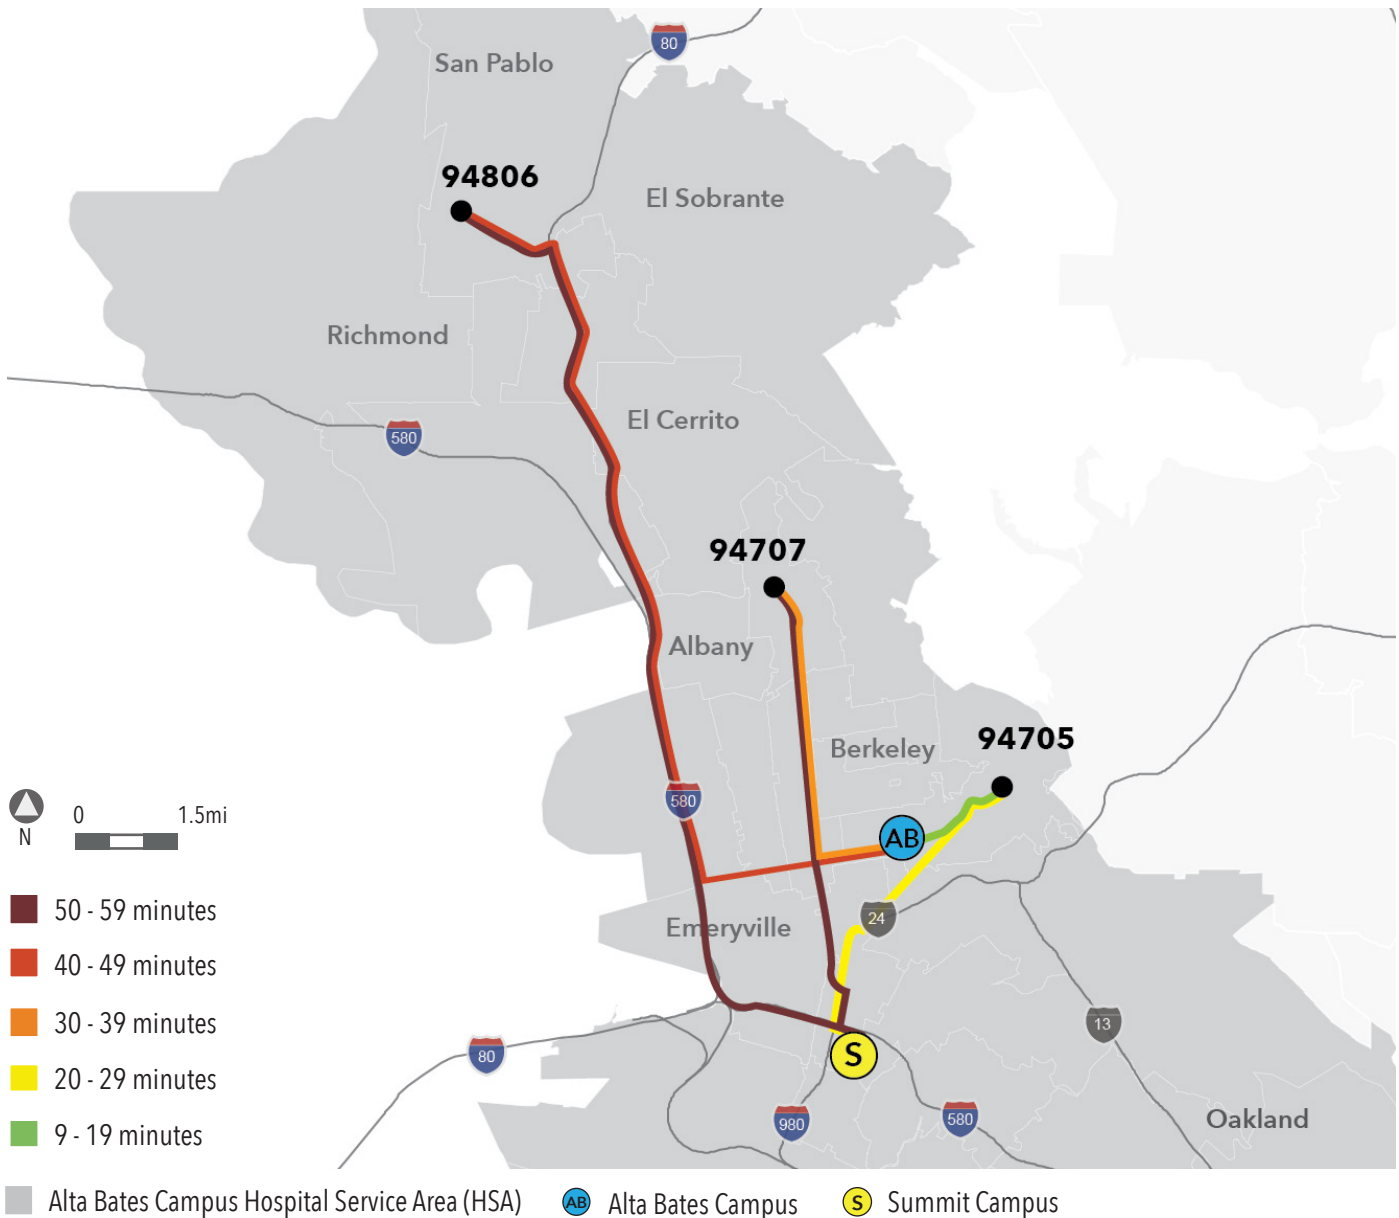 80
San Pablo
94806
El Sobrante
Richmond
El Cerrito
580
94707
Albany
94705
Berkeley
580
0 1.5mi
N
AB
50 - 59 minutes
24
Emeryville
40 - 49 minutes
30 - 39 minutes
13
80
S
20 - 29 minutes
980
580
Oakland
9 - 19 minutes
Alta Bates Campus Hospital Service Area (HSA) AB Alta Bates Campus S Summit Campus